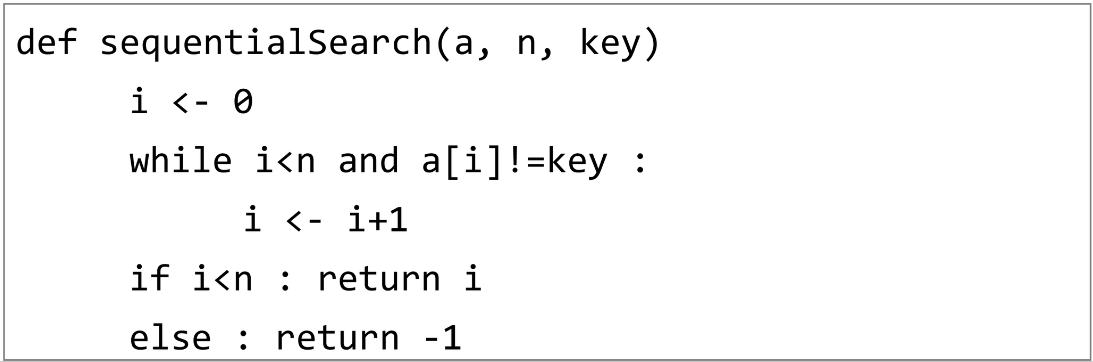 def sequentialSearch(a, n, key)
i <- 0
while i<n and a[i]!=key :
i <- i+1
if i<n : return i
else : return -1